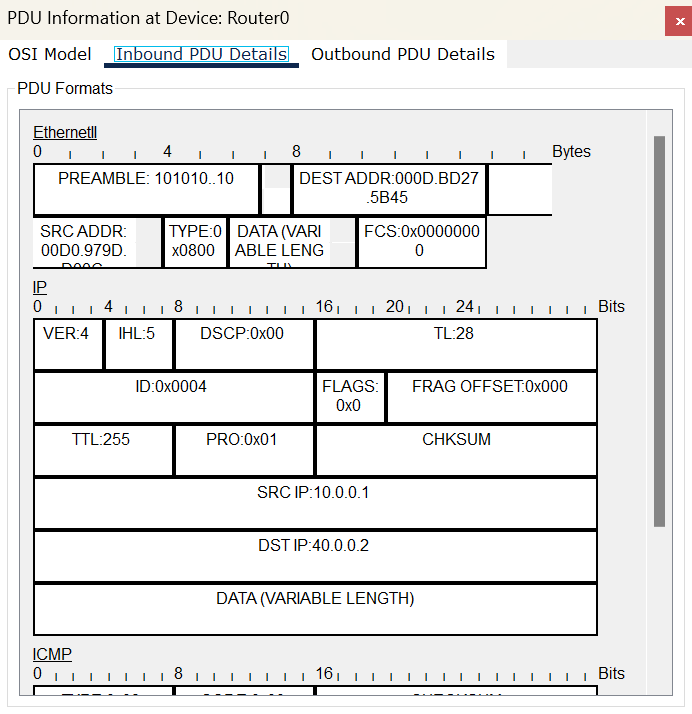 PDU Information at Device: Router0
×
OSI Model Inbound PDU Details Outbound PDU Details
PDU Formats
EthernetII
0 4 8 Bytes
PREAMBLE: 101010..10 DEST ADDR:000D.BD27
.5B45
SRC ADDR: TYPE:0 DATA (VARI FCS:0x0000000
00D0.979D. x0800 ABLE LENG 0
TH)
IP
0 4 8 16 20 24 Bits
VER:4 IHL:5 DSCP:0x00 TL:28
ID:0x0004 FLAGS: FRAG OFFSET:0x000
0x0
TTL:255 PRO:0x01 CHKSUM
SRC IP:10.0.0.1
DST IP:40.0.0.2
DATA (VARIABLE LENGTH)
ICMP
0 8 16 Bits